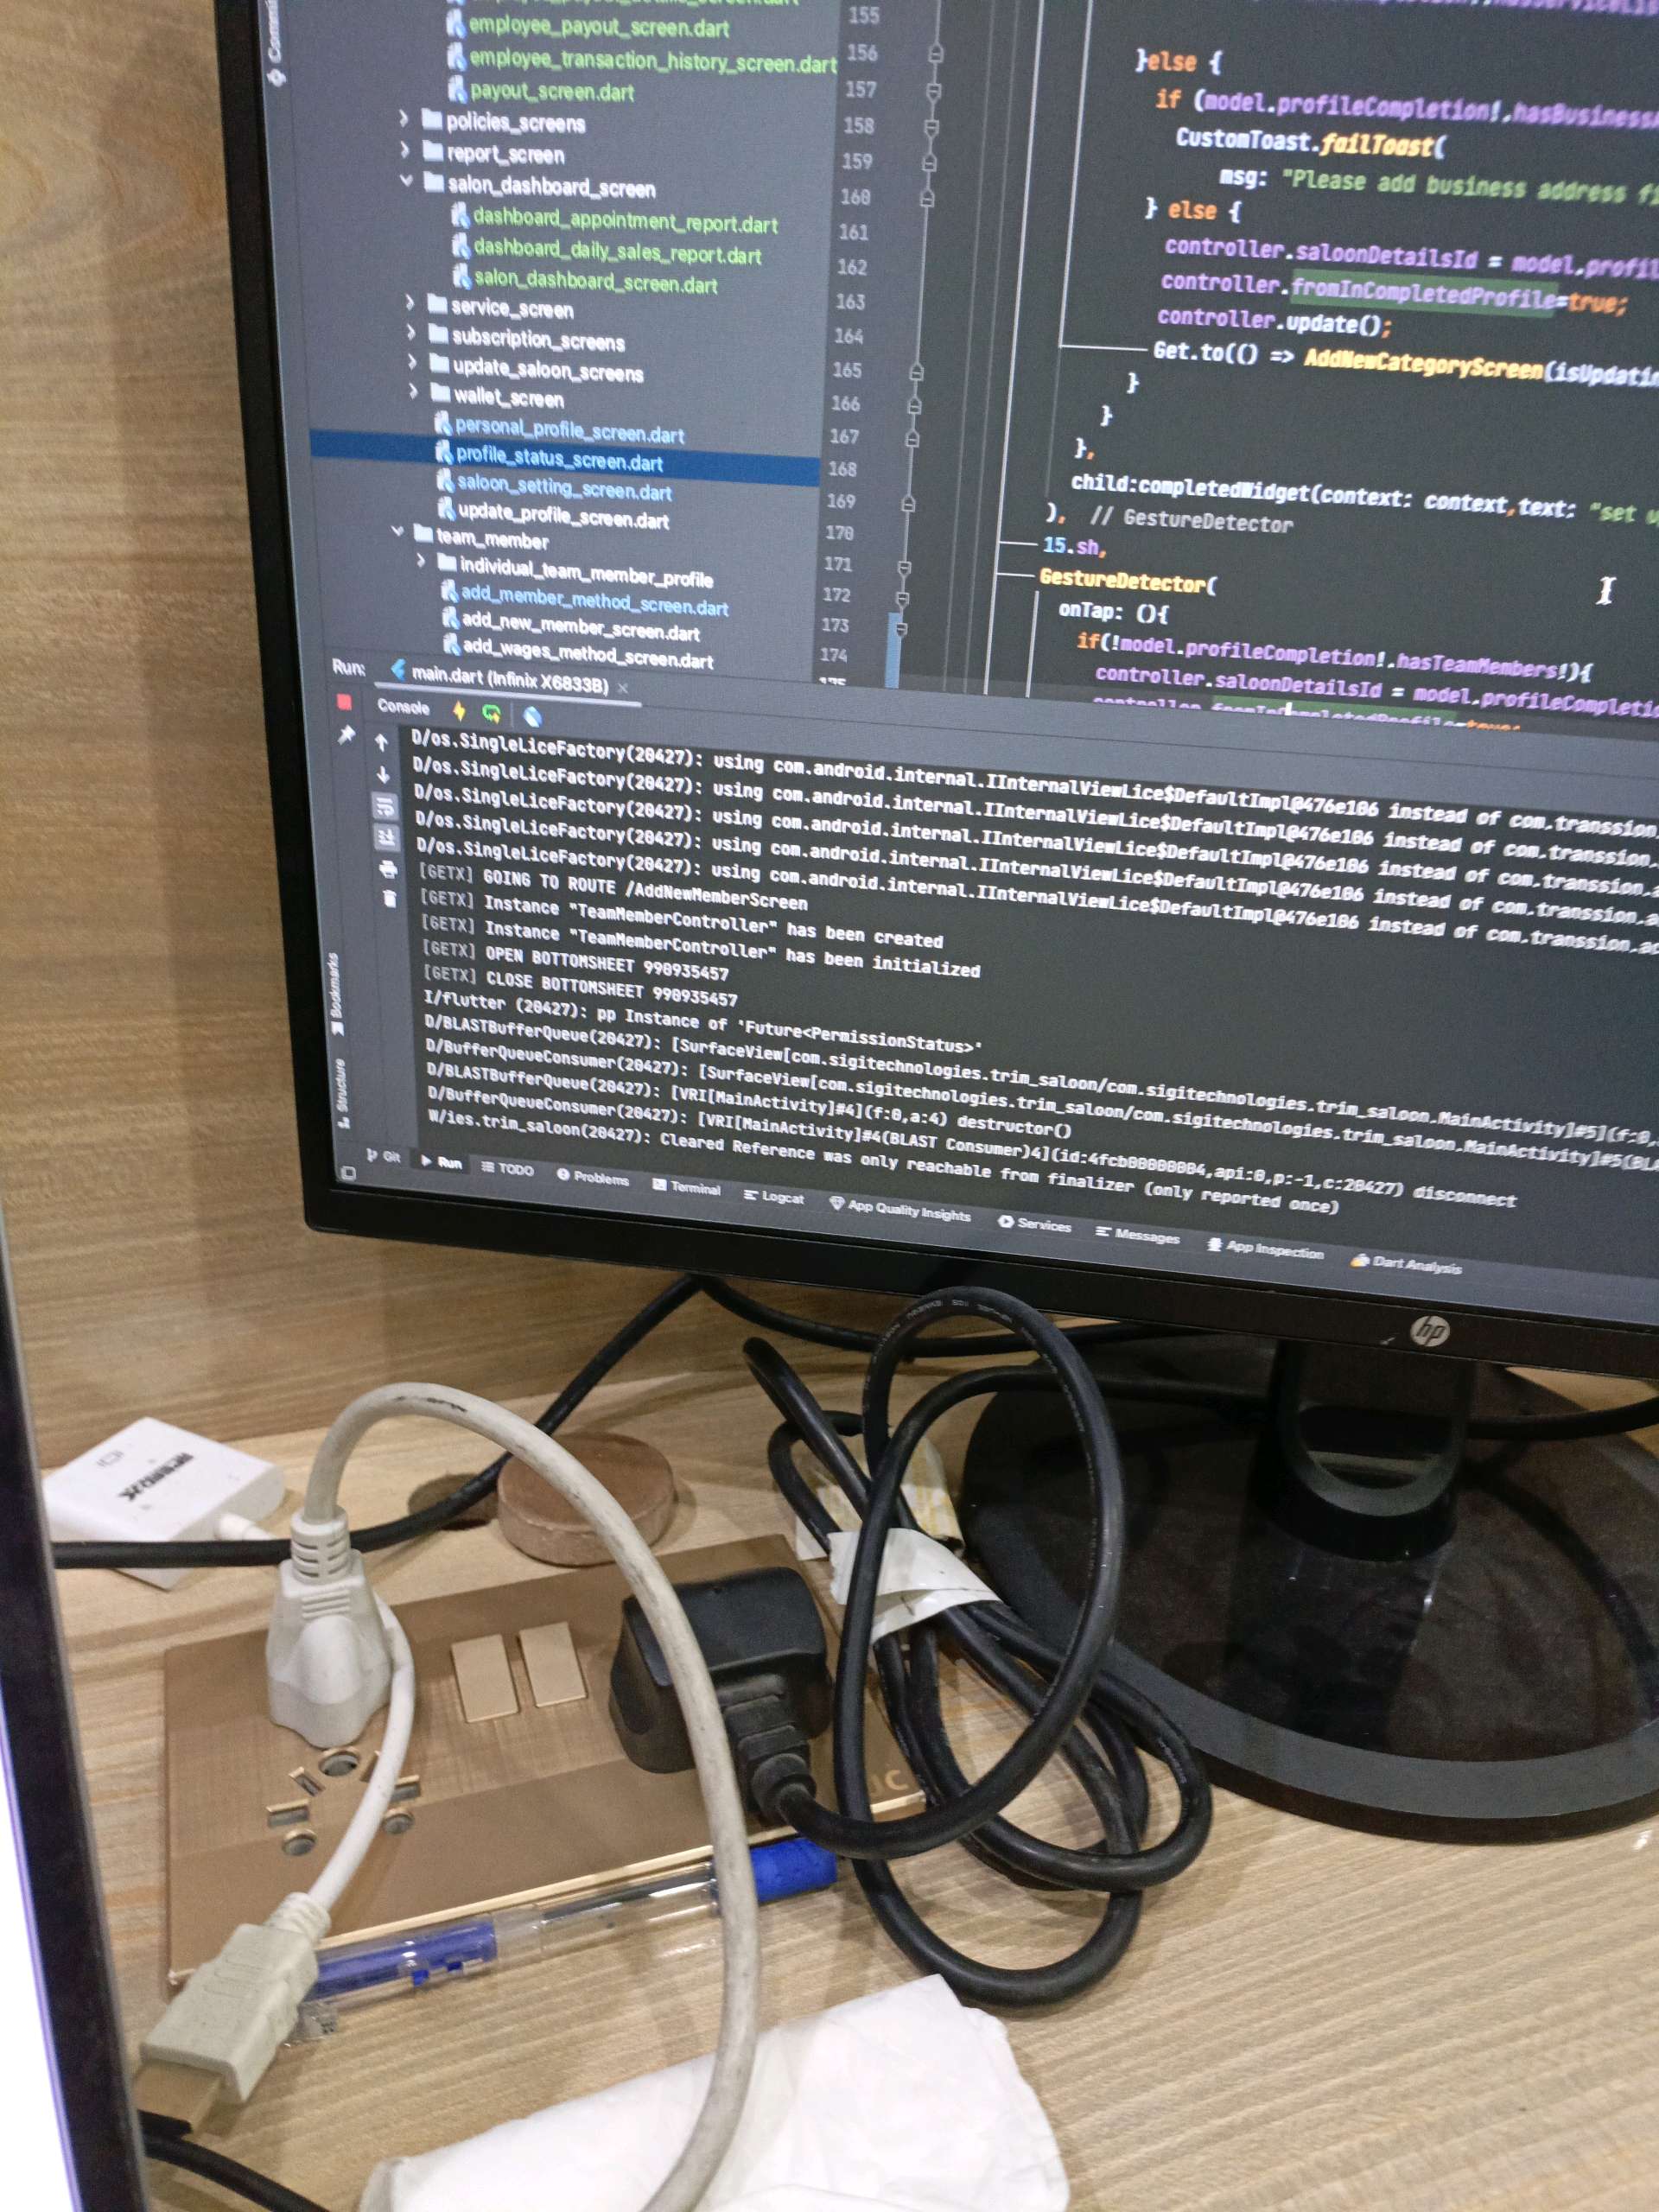 Commi
employee_payout_screen.dart
employee_transaction_history_screen.dart
payout_screen.dart
policies_screens
report_screen
salon_dashboard_screen
dashboard_appointment_report.dart
dashboard_daily_sales_report.dart
salon_dashboard_screen.dart
service_screen
subscription_screens
update_saloon_screens
wallet_screen
personal_profile_screen.dart
profile_status_screen.dart
saloon_setting_screen.dart
update_profile_screen.dart
team_member
individual_team_member_profile
add_member_method_screen.dart
add_new_member_screen.dart
add_wages_method_screen.dart
155
156
157
158
159
160
161
162
163
164
165
166
167
168
169
170
171
172
173
174
175
}else {
if (model.profileCompletion!.hasBusinessA
CustomToast.failToast(
msg: "Please add business address fi
} else {
controller.saloonDetailsId = model.profil
controller.fromInCompletedProfile=true;
controller.update();
Get.to(() => AddNewCategoryScreen(isUpdatin
}
}
},
child:completedWidget(context: context,text: "set u
), // GestureDetector
15.sh,
GestureDetector(
onTap: (){
if(!model.profileCompletion!.hasTeamMembers!){
controller.saloonDetailsId = model.profileCompletio
controller.fromInCompletedProfile=true;
Run: main.dart (Infinix X6833B)
Console
D/os.SingleLiceFactory(20427): using com.android.internal.IInternalViewLice$DefaultImpl@476e106 instead of com.transsion
D/os.SingleLiceFactory(20427): using com.android.internal.IInternalViewLice$DefaultImpl@476e106 instead of com.transsion.
D/os.SingleLiceFactory(20427): using com.android.internal.IInternalViewLice$DefaultImpl@476e106 instead of com.transsion.
D/os.SingleLiceFactory(20427): using com.android.internal.IInternalViewLice$DefaultImpl@476e106 instead of com.transsion.a
D/os.SingleLiceFactory(20427): using com.android.internal.IInternalViewLice$DefaultImpl@476e106 instead of com.transsion.ac
[GETX] GOING TO ROUTE /AddNewMemberScreen
[GETX] Instance "TeamMemberController" has been created
[GETX] Instance "TeamMemberController" has been initialized
[GETX] OPEN BOTTOMSHEET 990935457
[GETX] CLOSE BOTTOMSHEET 990935457
I/flutter (20427): pp Instance of 'Future<PermissionStatus>'
D/BLASTBufferQueue(20427): [SurfaceView[com.sigitechnologies.trim_saloon/com.sigitechnologies.trim_saloon.MainActivity]#5](f:0,
D/BufferQueueConsumer(20427): [SurfaceView[com.sigitechnologies.trim_saloon/com.sigitechnologies.trim_saloon.MainActivity]#5(BLA
D/BLASTBufferQueue(20427): [VRI[MainActivity]#4](f:0,a:4) destructor()
D/BufferQueueConsumer(20427): [VRI[MainActivity]#4(BLAST Consumer)4](id:4fcb00000004,api:0,p:-1,c:20427) disconnect
W/ies.trim_saloon(20427): Cleared Reference was only reachable from finalizer (only reported once)
Bookmarks
Structure
Git Run TODO Problems Terminal Logcat App Quality Insights Services Messages App Inspection Dart Analysis
hp